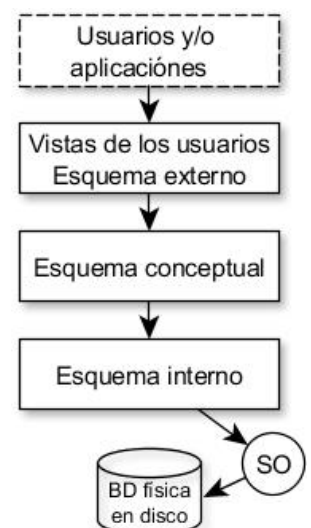 Usuarios y/o
aplicaciónes
Vistas de los usuarios
Esquema externo
Esquema conceptual
Esquema interno
SO
BD física
en disco